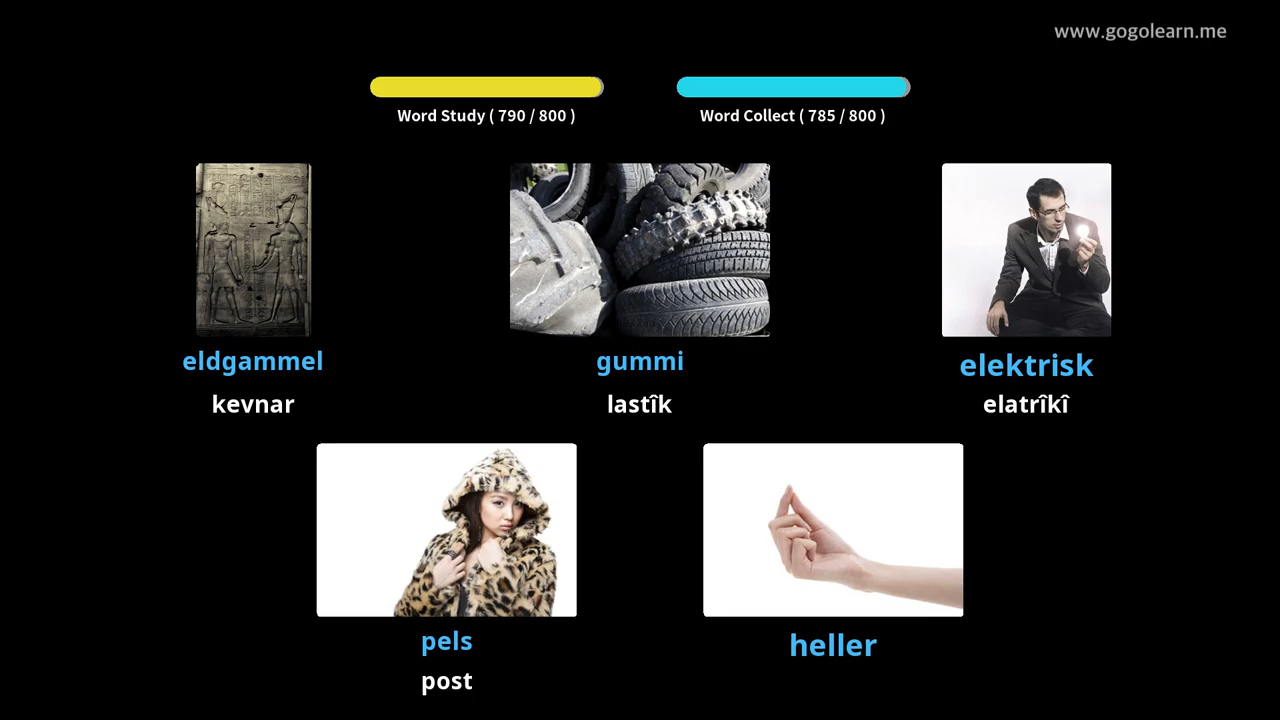 www.gogolearn.me
Word Study ( 790 / 800 )
Word Collect ( 785 / 800 )
eldgammel
gummi
elektrisk
kevnar
lastîk
elatrîkî
pels
heller
post